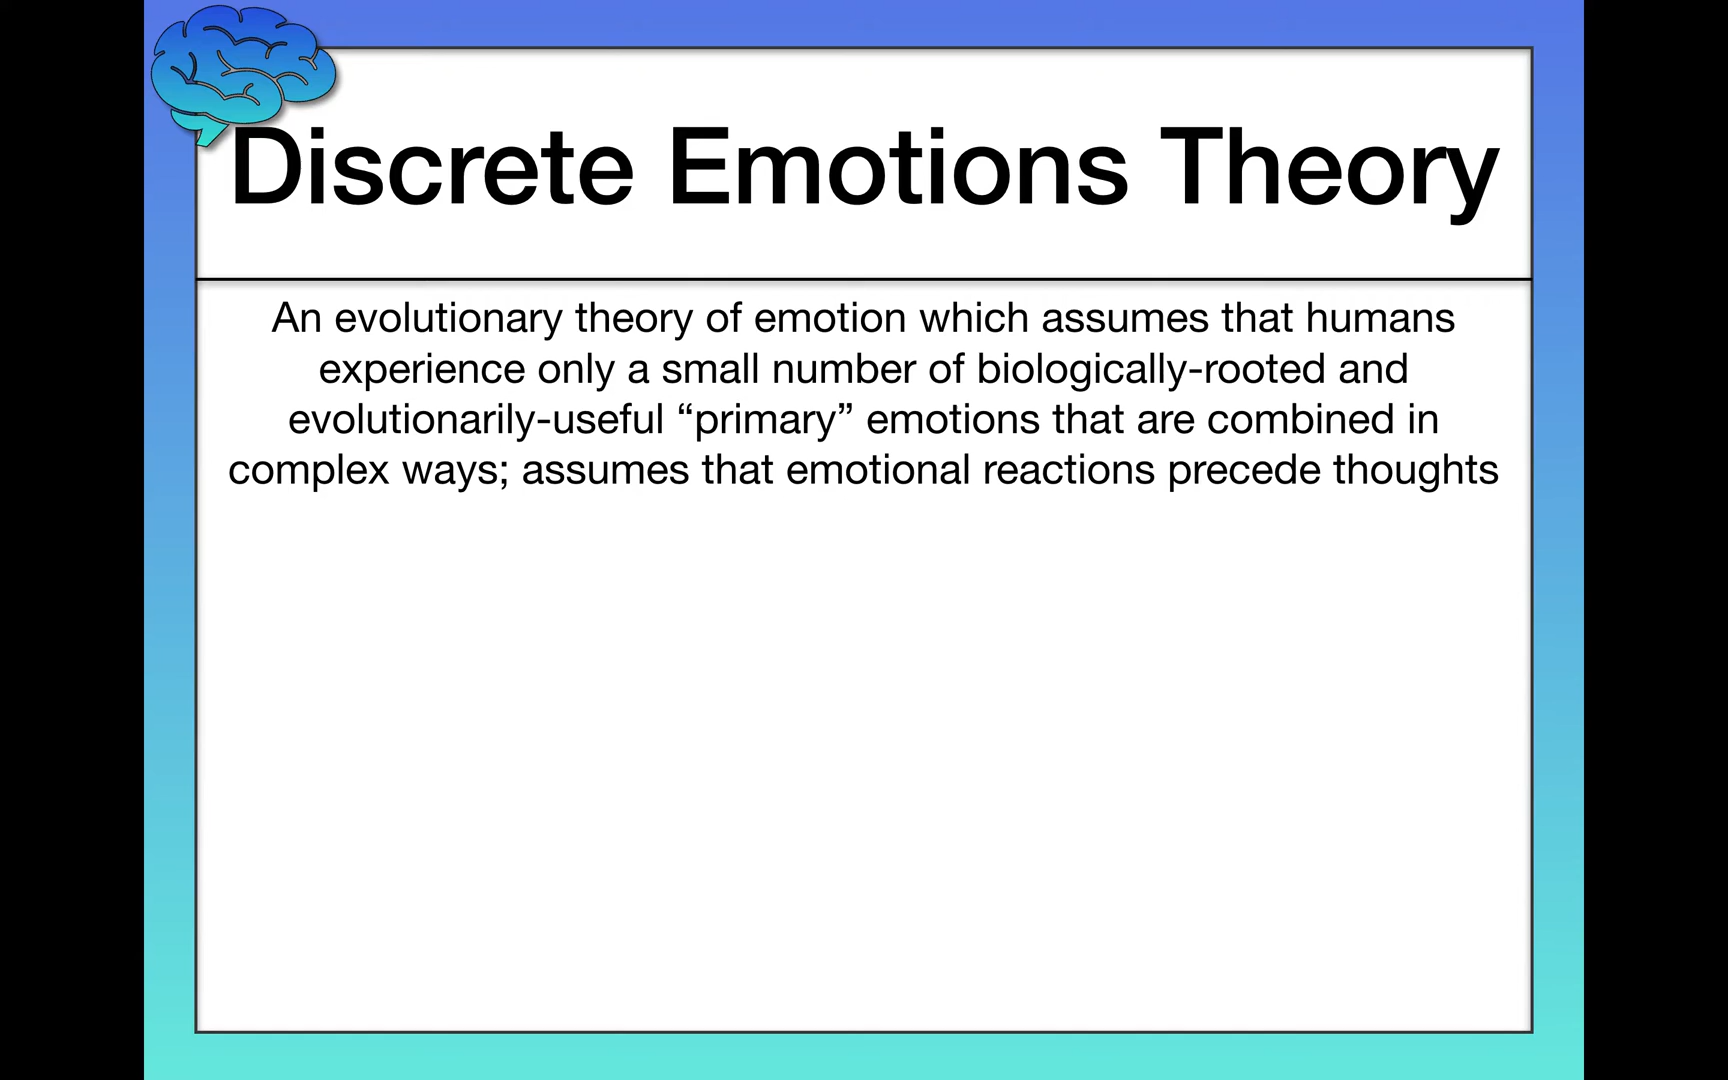 Discrete Emotions Theory
An evolutionary theory of emotion which assumes that humans
experience only a small number of biologically-rooted and
evolutionarily-useful “primary” emotions that are combined in
complex ways; assumes that emotional reactions precede thoughts